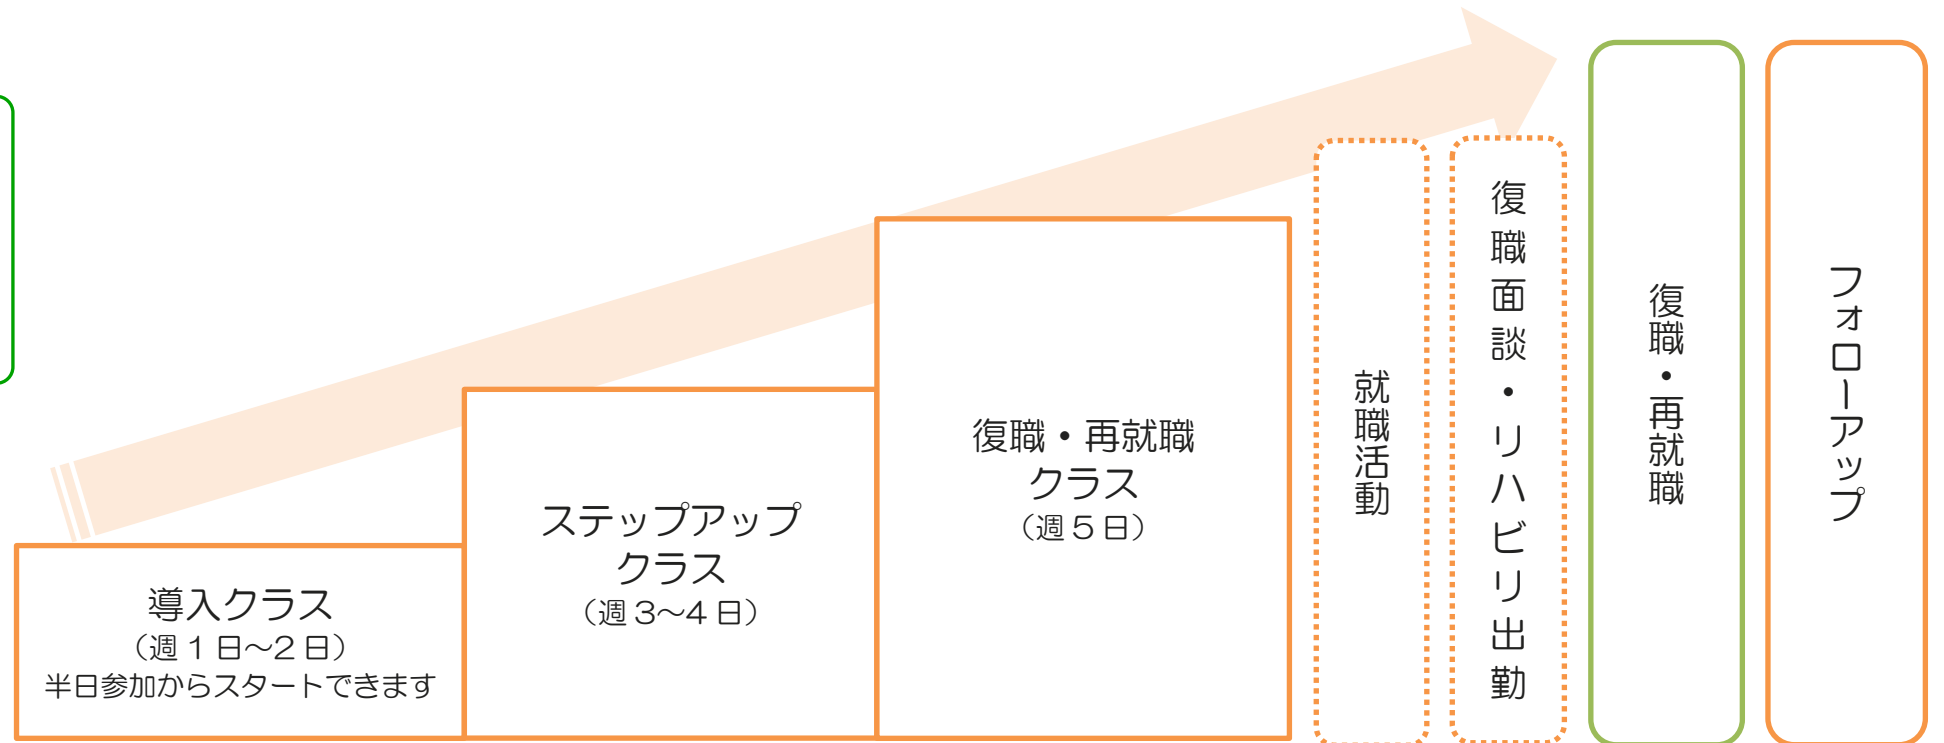 導入クラス
（週１日～２日）
半日参加からスタートできます
ステップアップ
クラス
（週３～４日）
復職・再就職
クラス
（週５日）
就職活動
復職面談・リハビリ出勤
復職・再就職
フォローアップ